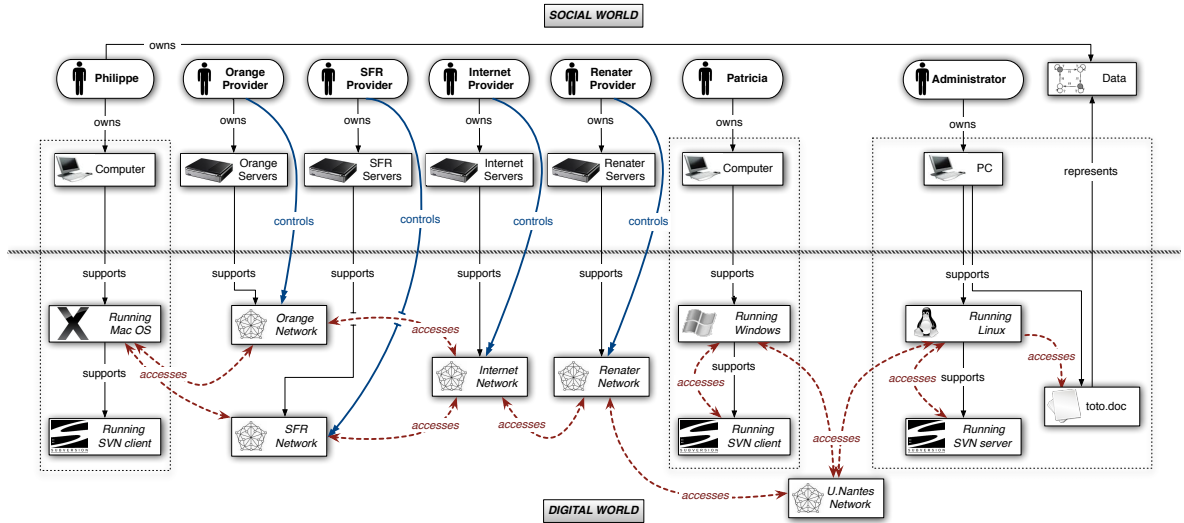 SOCIAL WORLD
owns
Philippe
Orange
Provider
SFR
Provider
Internet
Provider
Renater
Provider
Patricia
Administrator
Data
owns
owns
owns
owns
owns
owns
owns
Computer
Orange
Servers
SFR
Servers
Internet
Servers
Renater
Servers
Computer
PC
represents
controls
controls
controls
controls
supports
supports
supports
supports
supports
supports
supports
Running
Mac OS
Orange
Network
accesses
Running
Windows
Running
Linux
accesses
supports
Internet
Network
Renater
Network
accesses
supports
accesses
supports
accesses
toto.doc
Running
SVN client
SUBVERSION
SFR
Network
accesses
accesses
Running
SVN client
SUBVERSION
accesses
Running
SVN server
SUBVERSION
accesses
U.Nantes
Network
DIGITAL WORLD